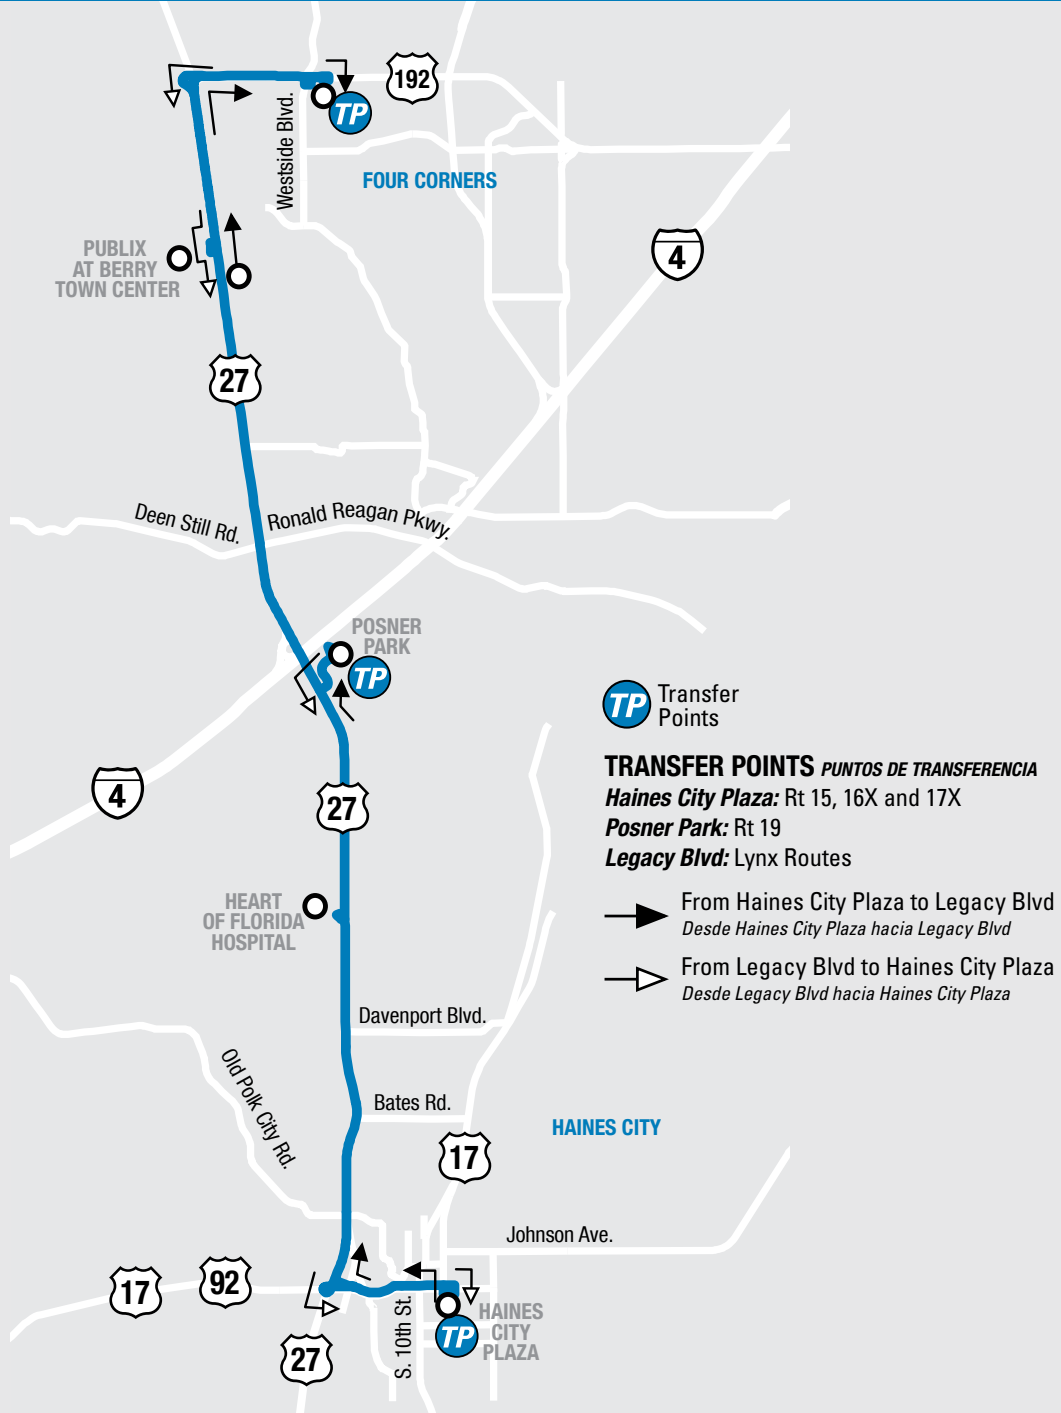 192
TP
Westside Blvd.
FOUR CORNERS
4
PUBLIX
AT BERRY
TOWN CENTER
27
Deen Still Rd.
Ronald Reagan Pkwy.
POSNER
PARK
TP
TP
Transfer
Points
TRANSFER POINTS PUNTOS DE TRANSFERENCIA
Haines City Plaza: Rt 15, 16X and 17X
Posner Park: Rt 19
Legacy Blvd: Lynx Routes
From Haines City Plaza to Legacy Blvd
Desde Haines City Plaza hacia Legacy Blvd
From Legacy Blvd to Haines City Plaza
Desde Legacy Blvd hacia Haines City Plaza
4
27
HEART
OF FLORIDA
HOSPITAL
Davenport Blvd.
Old Polk City Rd.
Bates Rd.
HAINES CITY
17
Johnson Ave.
17
92
S. 10th St.
HAINES
CITY
PLAZA
TP
27